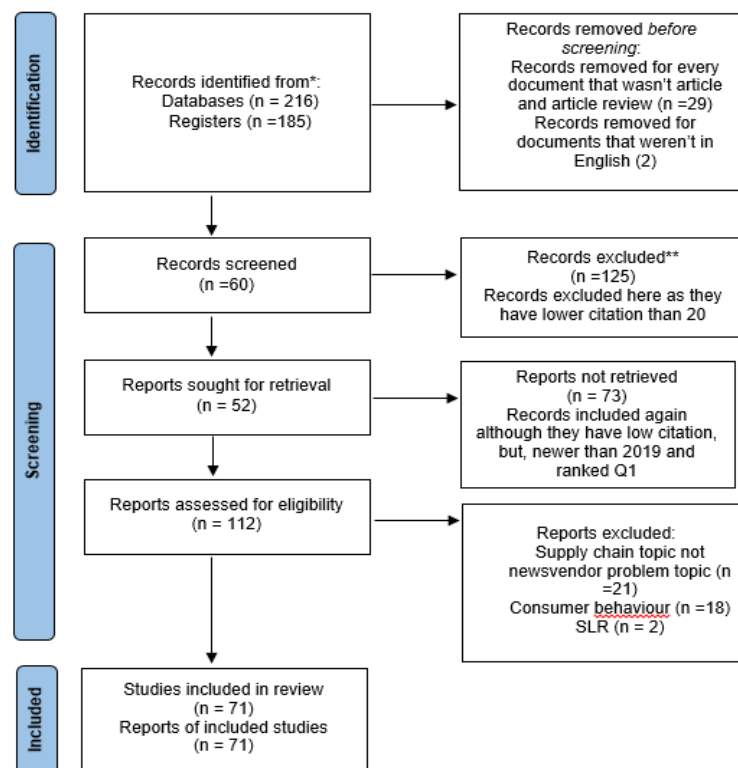 Identification
Records identified from*:
Databases (n = 216)
Registers (n =185)
Records removed before
screening:
Records removed for every
document that wasn't article
and article review (n =29)
Records removed for
documents that weren't in
English (2)
Screening
Records screened
(n =60)
Records excluded**
(n =125)
Records excluded here as they
have lower citation than 20
Reports sought for retrieval
(n = 52)
Reports not retrieved
(n = 73)
Records included again
although they have low citation,
but, newer than 2019 and
ranked Q1
Reports assessed for eligibility
(n = 112)
Reports excluded:
Supply chain topic not
newsvendor problem topic (n
=21)
Consumer behaviour (n =18)
SLR (n = 2)
Included
Studies included in review
(n = 71)
Reports of included studies
(n = 71)